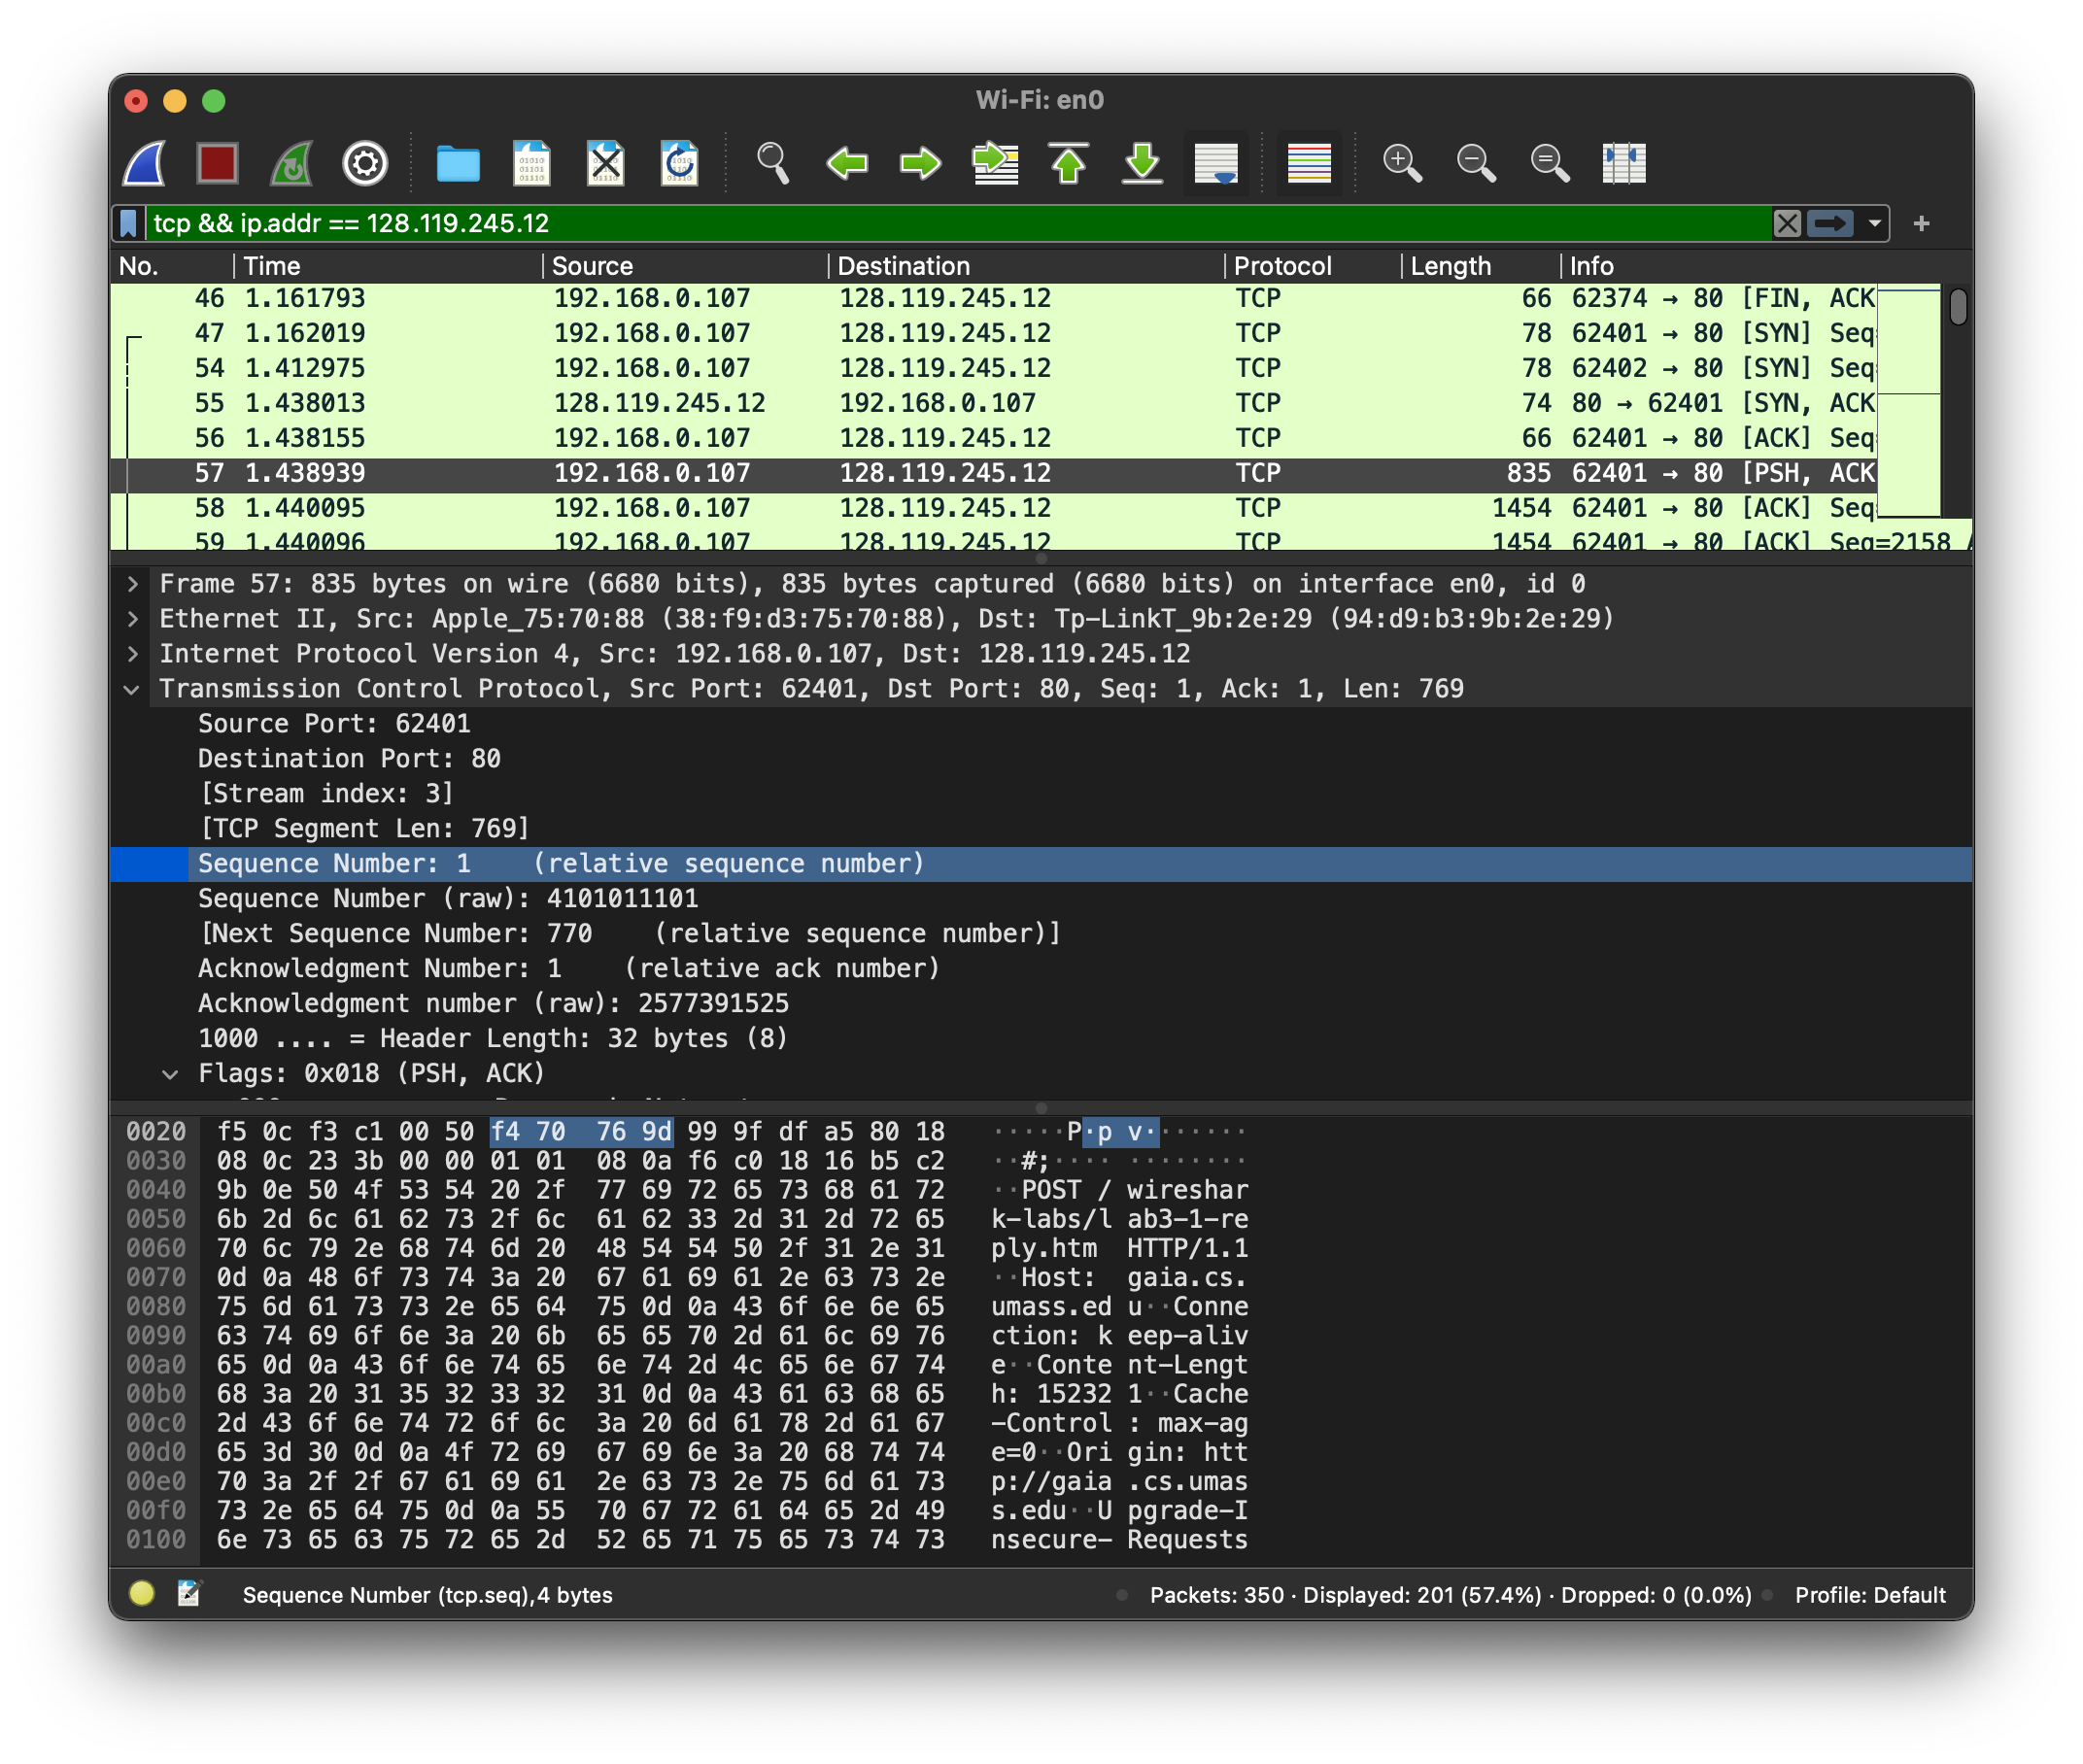 Wi-Fi: en0
tcp && ip.addr == 128.119.245.12
No. Time Source Destination Protocol Length Info
46 1.161793 192.168.0.107 128.119.245.12 TCP 66 62374 → 80 [FIN, ACK
47 1.162019 192.168.0.107 128.119.245.12 TCP 78 62401 → 80 [SYN] Seq=
54 1.412975 192.168.0.107 128.119.245.12 TCP 78 62402 → 80 [SYN] Seq=
55 1.438013 128.119.245.12 192.168.0.107 TCP 74 80 → 62401 [SYN, ACK
56 1.438155 192.168.0.107 128.119.245.12 TCP 66 62401 → 80 [ACK] Seq=
57 1.438939 192.168.0.107 128.119.245.12 TCP 835 62401 → 80 [PSH, ACK
58 1.440095 192.168.0.107 128.119.245.12 TCP 1454 62401 → 80 [ACK] Seq=
59 1.440096 192.168.0.107 128.119.245.12 TCP 1454 62401 → 80 [ACK] Seq=2158
Frame 57: 835 bytes on wire (6680 bits), 835 bytes captured (6680 bits) on interface en0, id 0
Ethernet II, Src: Apple_75:70:88 (38:f9:d3:75:70:88), Dst: Tp-LinkT_9b:2e:29 (94:d9:b3:9b:2e:29)
Internet Protocol Version 4, Src: 192.168.0.107, Dst: 128.119.245.12
Transmission Control Protocol, Src Port: 62401, Dst Port: 80, Seq: 1, Ack: 1, Len: 769
Source Port: 62401
Destination Port: 80
[Stream index: 3]
[TCP Segment Len: 769]
Sequence Number: 1 (relative sequence number)
Sequence Number (raw): 4101011101
[Next Sequence Number: 770 (relative sequence number)]
Acknowledgment Number: 1 (relative ack number)
Acknowledgment number (raw): 2577391525
1000 .... = Header Length: 32 bytes (8)
Flags: 0x018 (PSH, ACK)
0020 f5 0c f3 c1 00 50 f4 70 76 9d 99 9f df a5 80 18 ·····P·p v·······
0030 08 0c 23 3b 00 00 01 01 08 0a f6 c0 18 16 b5 c2 ··#;···· ········
0040 9b 0e 50 4f 53 54 20 2f 77 69 72 65 73 68 61 72 ··POST / wireshar
0050 6b 2d 6c 61 62 73 2f 6c 61 62 33 2d 31 2d 72 65 k-labs/l ab3-1-re
0060 70 6c 79 2e 68 74 6d 20 48 54 54 50 2f 31 2e 31 ply.htm HTTP/1.1
0070 0d 0a 48 6f 73 74 3a 20 67 61 69 61 2e 63 73 2e ··Host: gaia.cs.
0080 75 6d 61 73 73 2e 65 64 75 0d 0a 43 6f 6e 6e 65 umass.ed u··Conne
0090 63 74 69 6f 6e 3a 20 6b 65 65 70 2d 61 6c 69 76 ction: k eep-aliv
00a0 65 0d 0a 43 6f 6e 74 65 6e 74 2d 4c 65 6e 67 74 e··Conte nt-Lengt
00b0 68 3a 20 31 35 32 33 32 31 0d 0a 43 61 63 68 65 h: 15232 1··Cache
00c0 2d 43 6f 6e 74 72 6f 6c 3a 20 6d 61 78 2d 61 67 -Control : max-ag
00d0 65 3d 30 0d 0a 4f 72 69 67 69 6e 3a 20 68 74 74 e=0··Ori gin: htt
00e0 70 3a 2f 2f 67 61 69 61 2e 63 73 2e 75 6d 61 73 p://gaia .cs.umas
00f0 73 2e 65 64 75 0d 0a 55 70 67 72 61 64 65 2d 49 s.edu··U pgrade-I
0100 6e 73 65 63 75 72 65 2d 52 65 71 75 65 73 74 73 nsecure- Requests
Sequence Number (tcp.seq), 4 bytes
Packets: 350 · Displayed: 201 (57.4%) · Dropped: 0 (0.0%)
Profile: Default